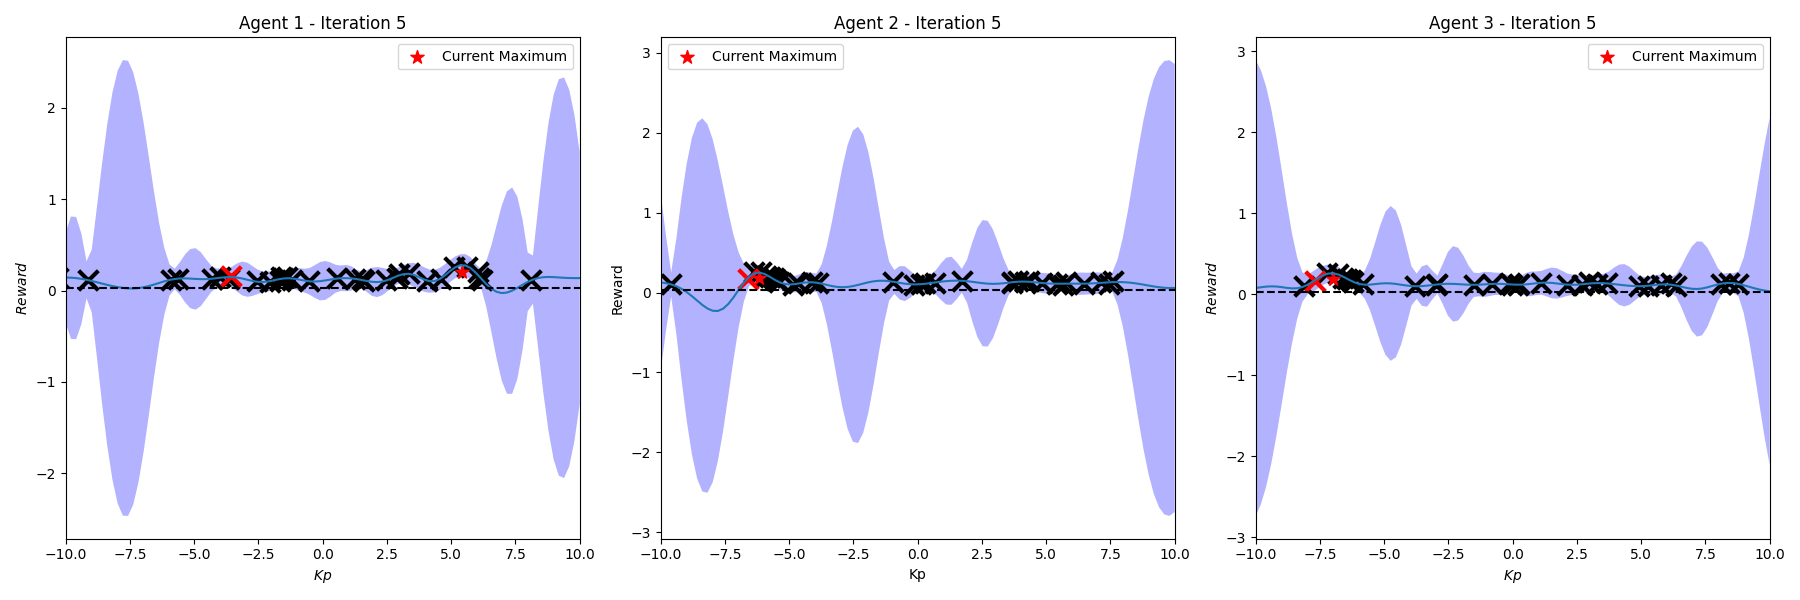 Agent 1 - Iteration 5
Current Maximum
2
1
0
−1
−2
Reward
−10.0 −7.5 −5.0 −2.5 0.0 2.5 5.0 7.5 10.0
Kp
Agent 2 - Iteration 5
Current Maximum
3
2
1
0
−1
−2
−3
Reward
−10.0 −7.5 −5.0 −2.5 0.0 2.5 5.0 7.5 10.0
Kp
Agent 3 - Iteration 5
Current Maximum
3
2
1
0
−1
−2
−3
Reward
−10.0 −7.5 −5.0 −2.5 0.0 2.5 5.0 7.5 10.0
Kp